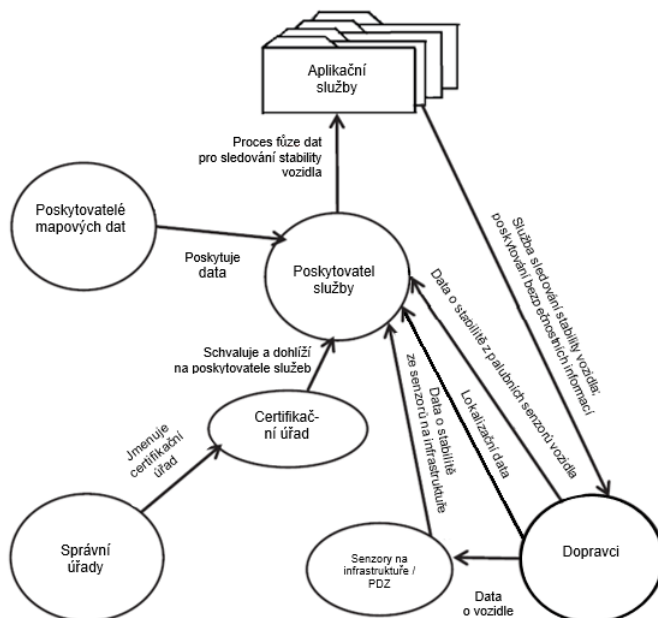 Aplikační
služby
Proces fůze dat
pro sledování stability
vozidla
Poskytovatelé
mapových dat
Poskytuje
data
Poskytovatel
služby
Služba sledování stability vozidla;
poskytování bezpečnostních informací
Data o stabilitě z palubních senzorů vozidla
Lokalizační data
Data o stabilitě
ze senzorů na infrastruktuře
Schvaluje a dohlíží
na poskytovatele služeb
Certifikač-
ní úřad
Jmenuje
certifikační
úřad
Správní
úřady
Senzory na
infrastruktuře /
PDZ
Data
o vozidle
Dopravci